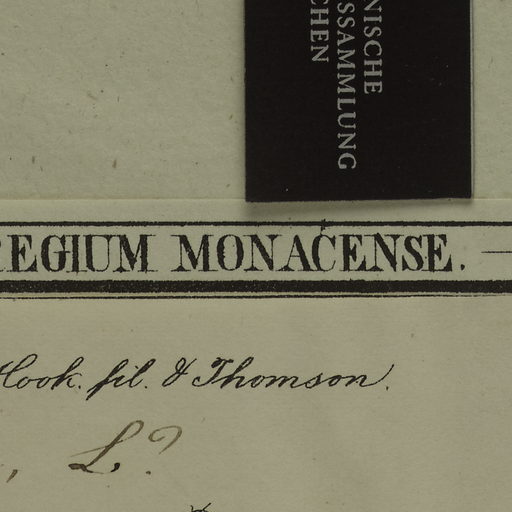 NISCHE
SSAMMLUNG
CHEN
REGIUM MONACENSE.
Hook. fil. & Thomson.
, L.?